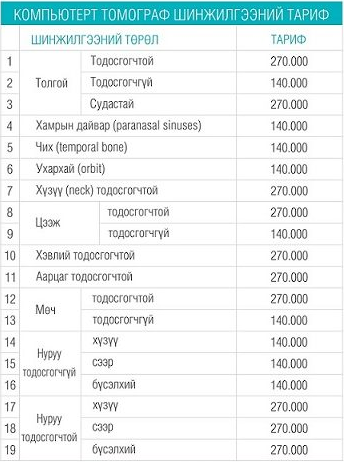 КОМПЬЮТЕРТ ТОМОГРАФ ШИНЖИЛГЭЭНИЙ ТАРИФ
ШИНЖИЛГЭЭНИЙ ТӨРӨЛ ТАРИФ
1 Толгой Тодосгогчтой 270.000
2 Тодосгогчгүй 140.000
3 Судастай 270.000
4 Хамрын дайвар (paranasal sinuses) 140.000
5 Чих (temporal bone) 140.000
6 Ухархай (orbit) 140.000
7 Хүзүү (neck) тодосгогчтой 270.000
8 Цээж тодосгогчтой 270.000
9 тодосгогчгүй 140.000
10 Хэвлий тодосгогчтой 270.000
11 Аарцаг тодосгогчтой 270.000
12 Мөч тодосгогчтой 270.000
13 тодосгогчгүй 140.000
14 Нуруу тодосгогчгүй хүзүү 140.000
15 сээр 140.000
16 бүсэлхий 140.000
17 Нуруу тодосгогчтой хүзүү 270.000
18 сээр 270.000
19 бүсэлхий 270.000